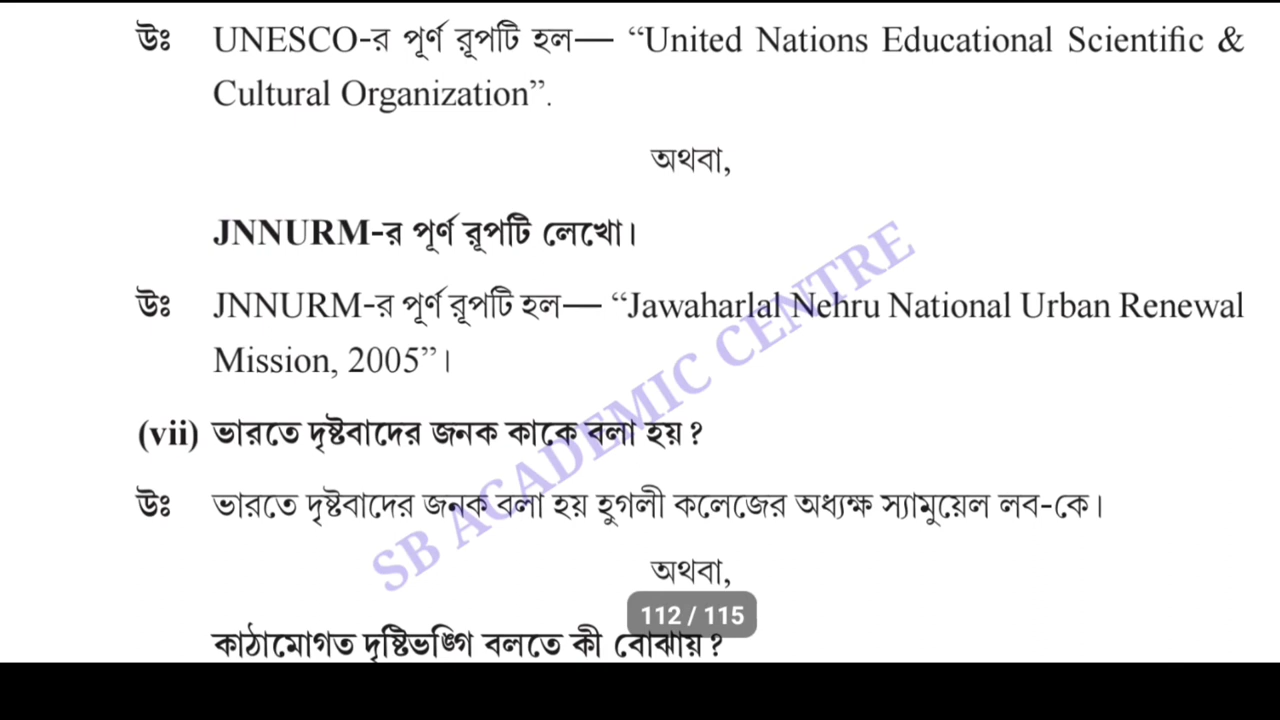 উঃ UNESCO-র পূর্ণ রূপটি হল— “United Nations Educational Scientific &
Cultural Organization”.
অথবা,
JNNURM-র পূর্ণ রূপটি লেখো।
উঃ JNNURM-র পূর্ণ রূপটি হল— “Jawaharlal Nehru National Urban Renewal
Mission, 2005”।
(vii) ভারতে দৃষ্টবাদের জনক কাকে বলা হয়?
উঃ ভারতে দৃষ্টবাদের জনক বলা হয় হুগলী কলেজের অধ্যক্ষ স্যামুয়েল লব-কে।
অথবা,
112 / 115
কাঠামোগত দৃষ্টিভঙ্গি বলতে কী বোঝায়?
SB ACADEMIC CENTRE